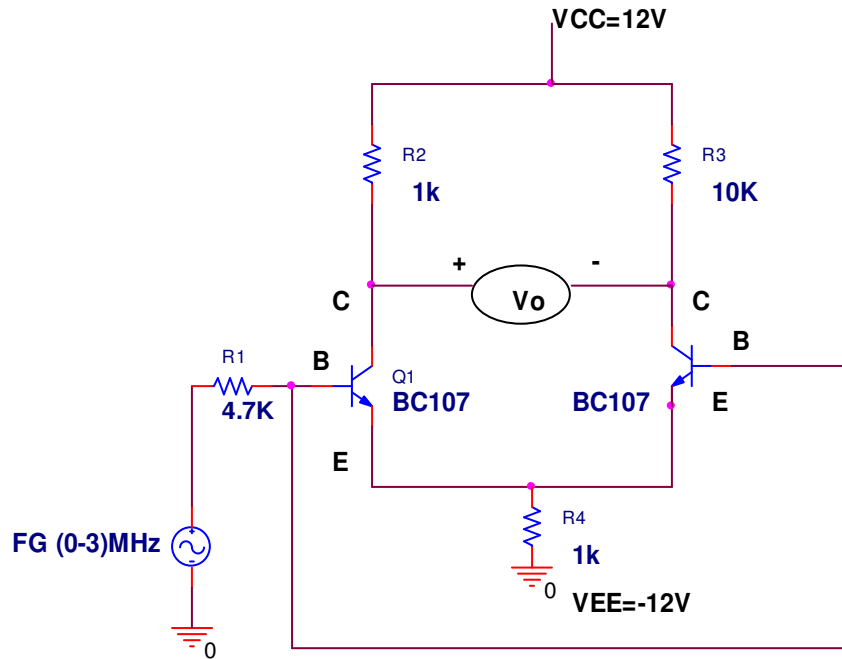 VCC=12V
R2
1k
R3
10K
+
-
Vo
C
C
R1
4.7K
B
Q1
BC107
BC107
B
E
E
FG (0-3)MHz
R4
1k
0
VEE=-12V
0